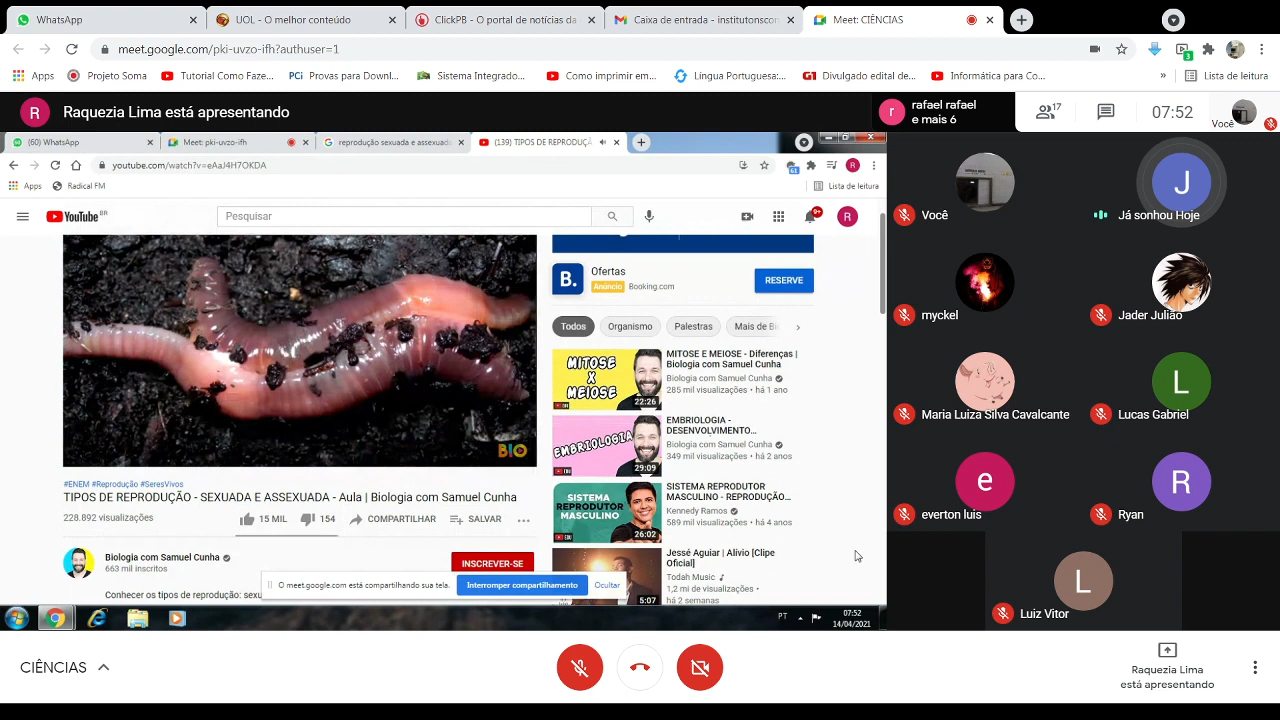 WhatsApp
UOL - O melhor conteúdo
ClickPB - O portal de notícias da
Caixa de entrada - institutonscon
Meet: CIÊNCIAS
meet.google.com/pki-uvzo-ifh?authuser=1
3
Apps
Projeto Soma
Tutorial Como Faze...
PCi Provas para Downl...
Sistema Integrado...
Como imprimir em...
Língua Portuguesa:...
G1 Divulgado edital de...
Informática para Co...
»
Lista de leitura
R
Raquezia Lima está apresentando
r
rafael rafael
e mais 6
17
07:52
Você
(60) WhatsApp
Meet: pki-uvzo-ifh
reprodução sexuada e assexuada
(139) TIPOS DE REPRODUÇ
youtube.com/watch?v=eAaJ4H7OKDA
61
R
Apps
Radical FM
Lista de leitura
YouTube BR
Pesquisar
9+
R
BIO
B.
Ofertas
Anúncio Booking.com
RESERVE
Todos
Organismo
Palestras
Mais de Bi
MITOSE X MEIOSE
22:26
MITOSE E MEIOSE - Diferenças |
Biologia com Samuel Cunha
Biologia com Samuel Cunha
285 mil visualizações • há 1 ano
EMBRIOLOGIA
29:09
EMBRIOLOGIA -
DESENVOLVIMENTO...
Biologia com Samuel Cunha
349 mil visualizações • há 2 anos
SISTEMA
REPRODUTOR
MASCULINO
26:02
SISTEMA REPRODUTOR
MASCULINO - REPRODUÇÃO...
Kennedy Ramos
589 mil visualizações • há 4 anos
5:07
Jessé Aguiar | Alívio [Clipe
Oficial]
Todah Music
1,2 mi de visualizações •
há 2 semanas
#ENEM #Reprodução #SeresVivos
TIPOS DE REPRODUÇÃO - SEXUADA E ASSEXUADA - Aula | Biologia com Samuel Cunha
228.892 visualizações
15 MIL
154
COMPARTILHAR
SALVAR
...
Biologia com Samuel Cunha
663 mil inscritos
INSCREVER-SE
Conhecer os tipos de reprodução: sexu
O meet.google.com está compartilhando sua tela.
Interromper compartilhamento
Ocultar
PT
07:52
14/04/2021
Você
J
Já sonhou Hoje
myckel
Jader Julião
Maria Luiza Silva Cavalcante
L
Lucas Gabriel
e
everton luis
R
Ryan
L
Luiz Vitor
CIÊNCIAS
Raquezia Lima
está apresentando